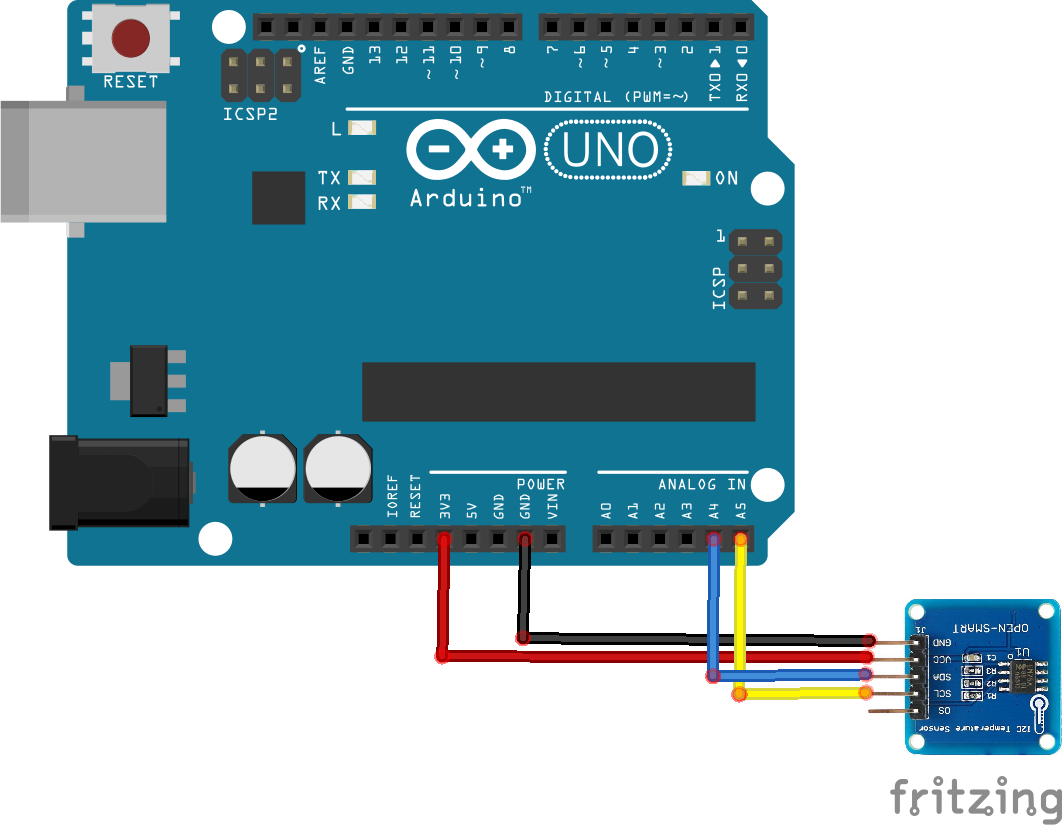 RESET
ICSP2
AREF
GND
13
12
~11
~10
~9
8
7
~6
~5
4
~3
2
TX0▶1
RX0◀0
DIGITAL (PWM=~)
L
TX
RX
Arduino™
UNO
ON
1
ICSP
IOREF
RESET
3V3
5V
GND
GND
VIN
POWER
A0
A1
A2
A3
A4
A5
ANALOG IN
OPEN-SMART
J1
GND
VCC
SDA
SCL
OS
C1
R3
R2
R1
U1
I2C Temperature Sensor
fritzing